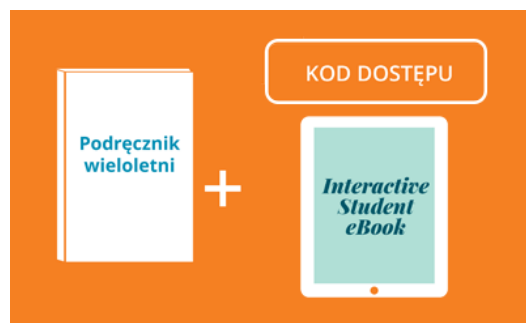 KOD DOSTĘPU
Podręcznik
wieloletni
+
Interactive
Student
eBook